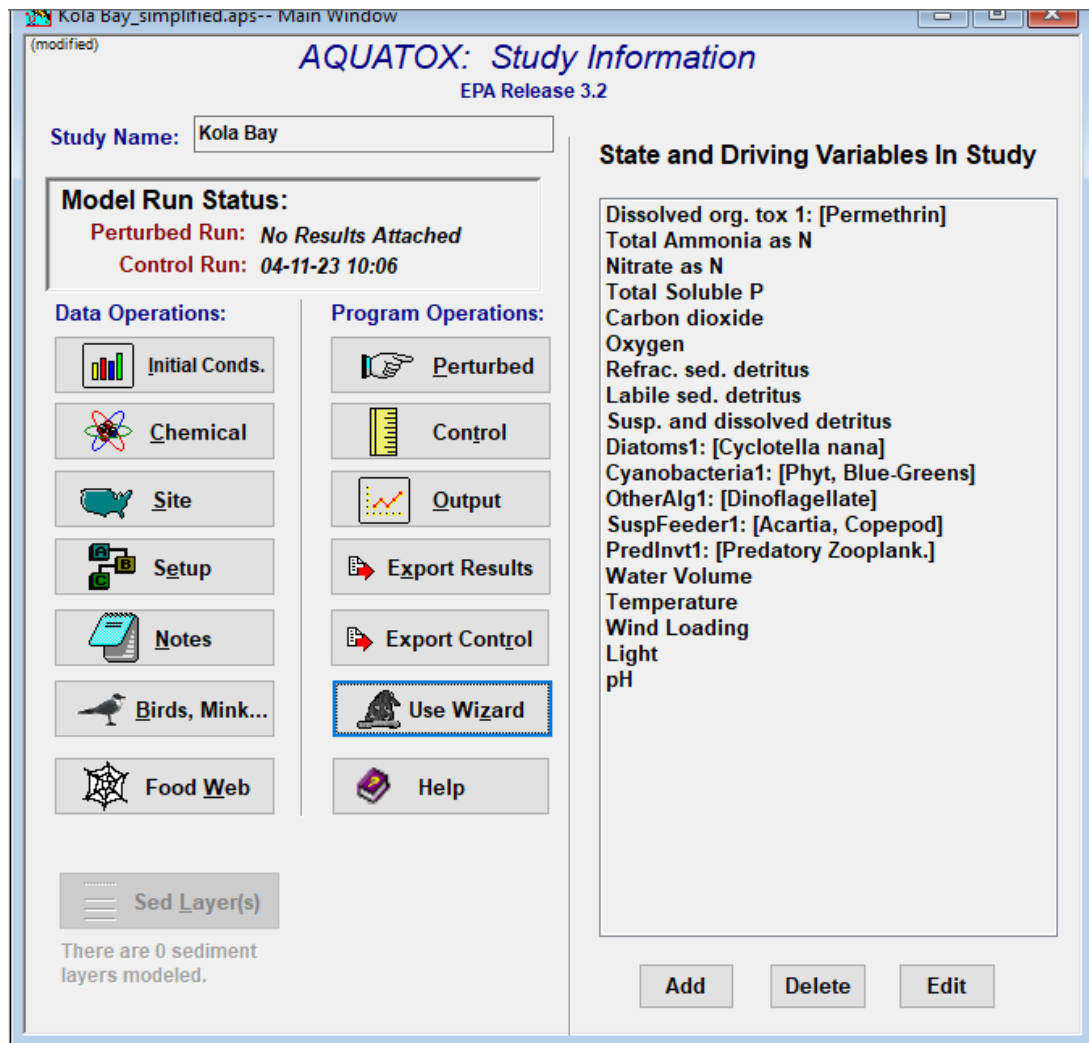 Kola Bay_simplified.aps-- Main Window
(modified)
AQUATOX: Study Information
EPA Release 3.2
Study Name: Kola Bay
Model Run Status:
Perturbed Run: No Results Attached
Control Run: 04-11-23 10:06
Data Operations:
Initial Conds.
Chemical
Site
Setup
Notes
Birds, Mink...
Food Web
Program Operations:
Perturbed
Control
Output
Export Results
Export Control
Use Wizard
Help
Sed Layer(s)
There are 0 sediment
layers modeled.
State and Driving Variables In Study
Dissolved org. tox 1: [Permethrin]
Total Ammonia as N
Nitrate as N
Total Soluble P
Carbon dioxide
Oxygen
Refrac. sed. detritus
Labile sed. detritus
Susp. and dissolved detritus
Diatoms1: [Cyclotella nana]
Cyanobacteria1: [Phyt, Blue-Greens]
OtherAlg1: [Dinoflagellate]
SuspFeeder1: [Acartia, Copepod]
PredInvt1: [Predatory Zooplank.]
Water Volume
Temperature
Wind Loading
Light
pH
Add
Delete
Edit